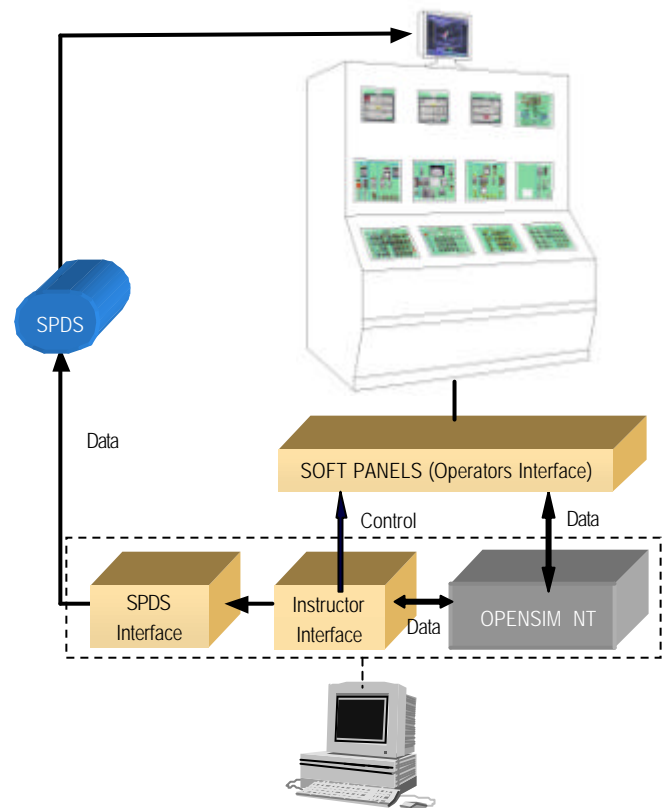 SPDS
Data
SOFT PANELS (Operators Interface)
Control
Data
SPDS
Interface
Instructor
Interface
Data
OPENSIM NT